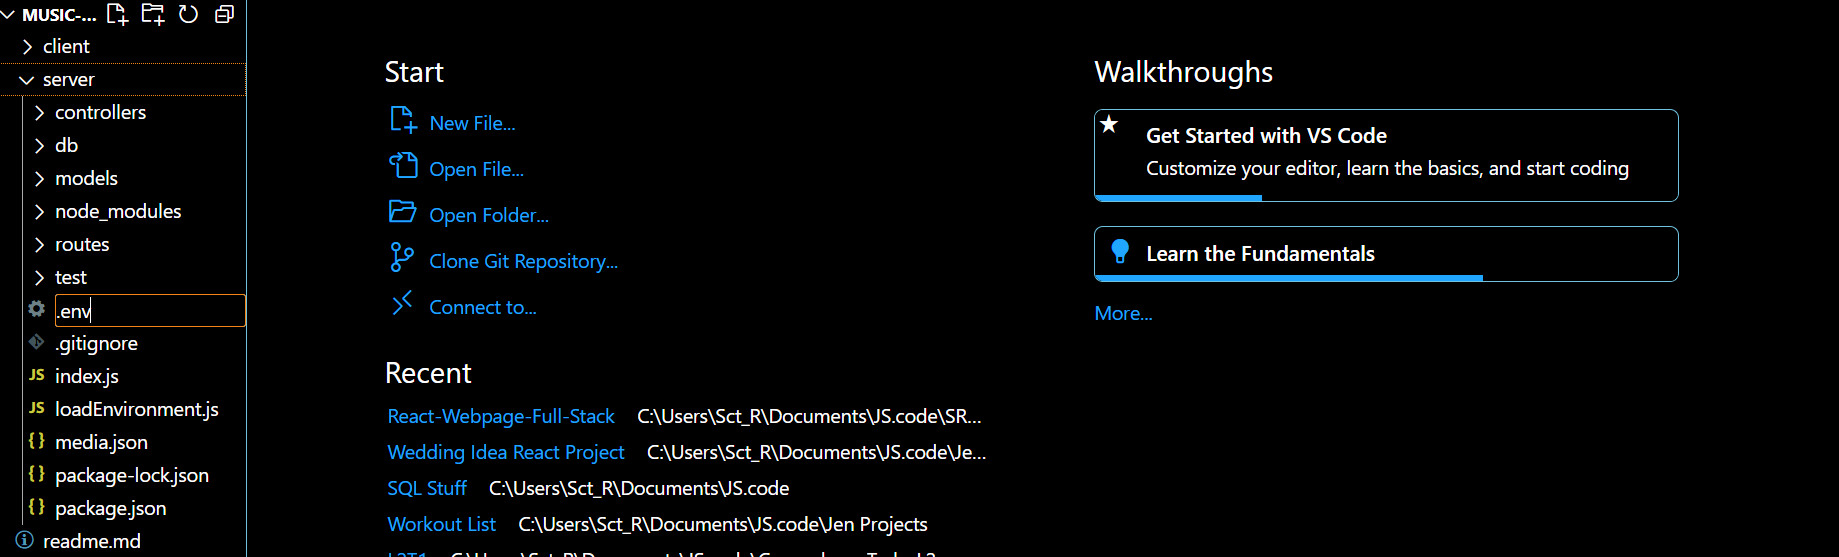 MUSIC-...
client
server
controllers
db
models
node_modules
routes
test
.env
.gitignore
JS index.js
JS loadEnvironment.js
{} media.json
{} package-lock.json
{} package.json
readme.md
Start
New File...
Open File...
Open Folder...
Clone Git Repository...
Connect to...
Recent
React-Webpage-Full-Stack C:\Users\Sct_R\Documents\JS.code\SR...
Wedding Idea React Project C:\Users\Sct_R\Documents\JS.code\Je...
SQL Stuff C:\Users\Sct_R\Documents\JS.code
Workout List C:\Users\Sct_R\Documents\JS.code\Jen Projects
Walkthroughs
Get Started with VS Code
Customize your editor, learn the basics, and start coding
Learn the Fundamentals
More...